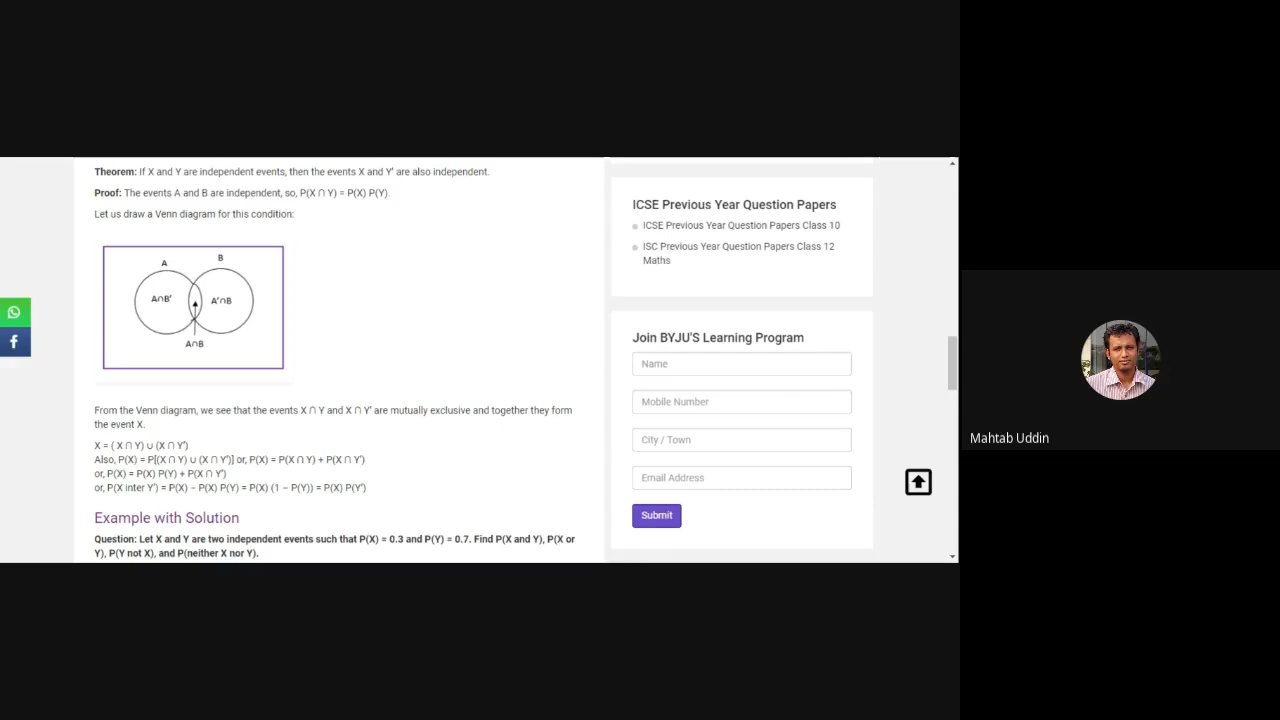 Theorem: If X and Y are independent events, then the events X and Y' are also independent.
Proof: The events A and B are independent, so, P(X ∩ Y) = P(X) P(Y).
Let us draw a Venn diagram for this condition:
A
B
A∩B'
A'∩B
A∩B
From the Venn diagram, we see that the events X ∩ Y and X ∩ Y' are mutually exclusive and together they form
the event X.
X = ( X ∩ Y) ∪ (X ∩ Y')
Also, P(X) = P[(X ∩ Y) ∪ (X ∩ Y')] or, P(X) = P(X ∩ Y) + P(X ∩ Y')
or, P(X) = P(X) P(Y) + P(X ∩ Y')
or, P(X inter Y') = P(X) − P(X) P(Y) = P(X) (1 − P(Y)) = P(X) P(Y')
Example with Solution
Question: Let X and Y are two independent events such that P(X) = 0.3 and P(Y) = 0.7. Find P(X and Y), P(X or
Y), P(Y not X), and P(neither X nor Y).
ICSE Previous Year Question Papers
ICSE Previous Year Question Papers Class 10
ISC Previous Year Question Papers Class 12
Maths
Join BYJU'S Learning Program
Name
Mobile Number
City / Town
Email Address
Submit
Mahtab Uddin